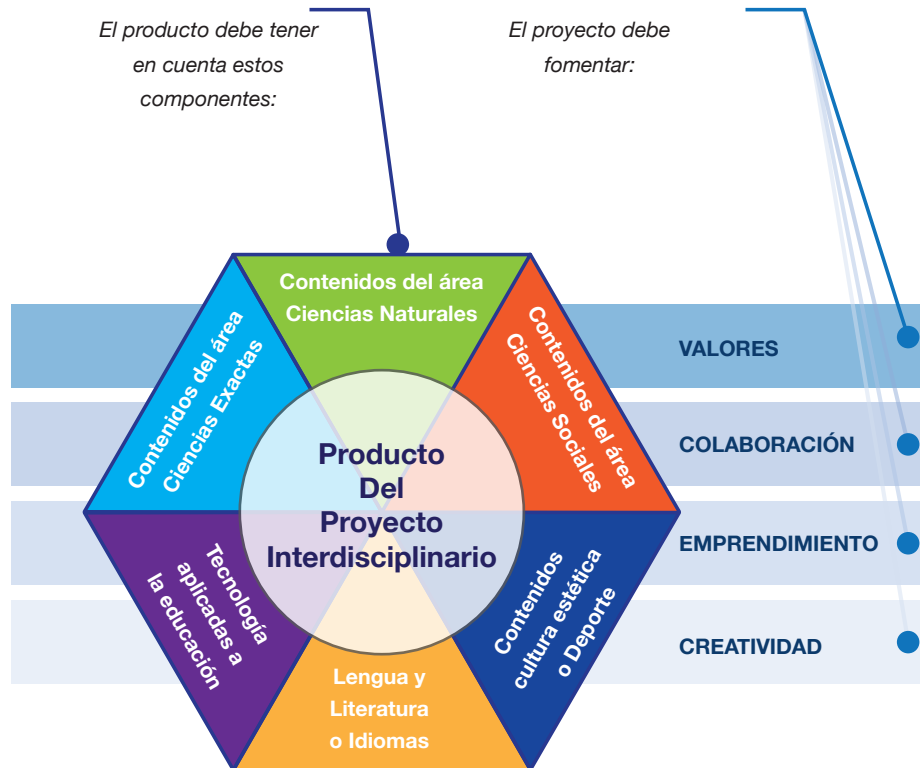 El producto debe tener
en cuenta estos
componentes:
El proyecto debe
fomentar:
Contenidos del área
Ciencias Naturales
Contenidos del área
Ciencias Exactas
Contenidos del área
Ciencias Sociales
Producto
Del
Proyecto
Interdisciplinario
Tecnología
aplicadas a
la educación
Contenidos
cultura estética
o Deporte
Lengua y
Literatura
o Idiomas
VALORES
COLABORACIÓN
EMPRENDIMIENTO
CREATIVIDAD